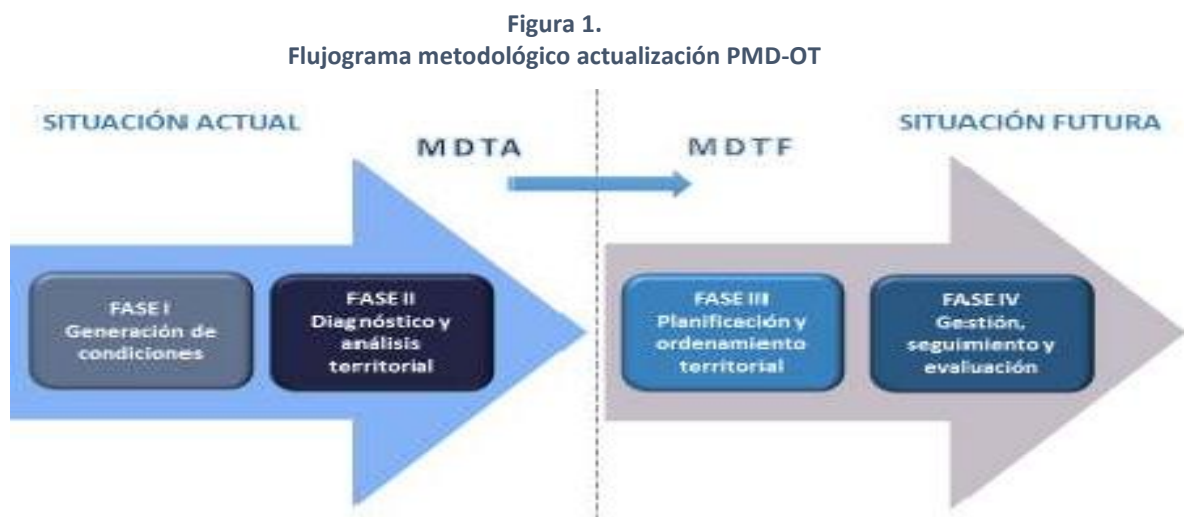 Figura 1.
Flujograma metodológico actualización PMD-OT
SITUACIÓN ACTUAL
MDTA
MDTF
SITUACIÓN FUTURA
FASE I
Generación de
condiciones
FASE II
Diagnóstico y
análisis
territorial
FASE III
Planificación y
ordenamiento
territorial
FASE IV
Gestión,
seguimiento y
evaluación